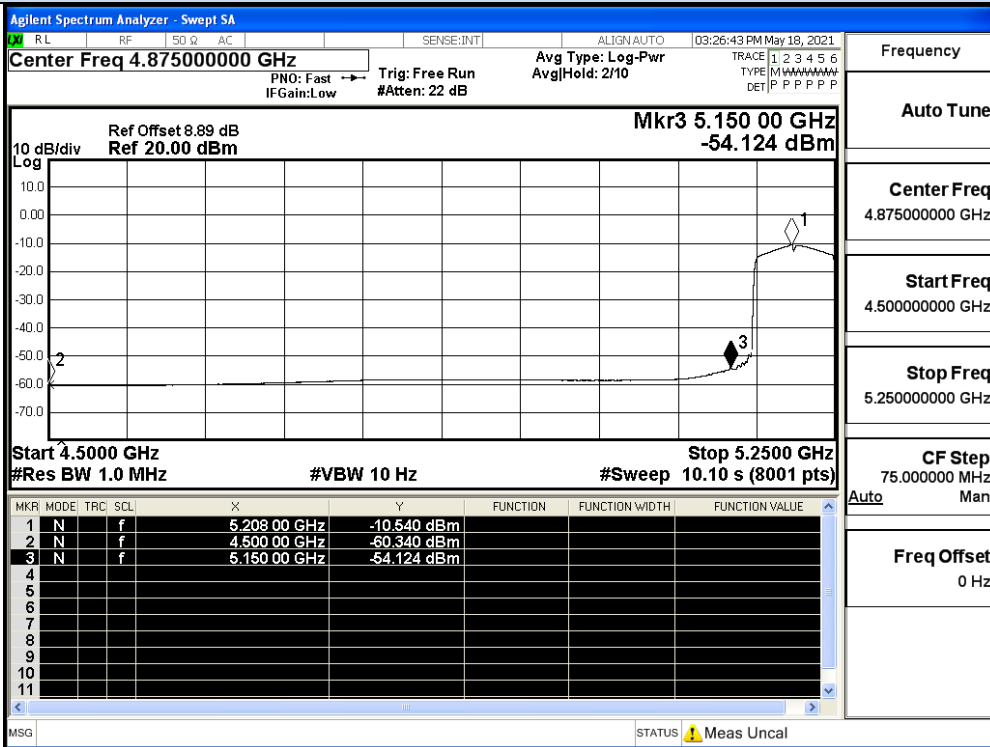 Agilent Spectrum Analyzer - Swept SA
LXI RL RF 50 Ω AC SENSE:INT ALIGN AUTO 03:26:43 PM May 18, 2021
Center Freq 4.875000000 GHz
PNO: Fast
IFGain:Low
Trig: Free Run
#Atten: 22 dB
Avg Type: Log-Pwr
Avg|Hold: 2/10
TRACE 1 2 3 4 5 6
TYPE M WWWWW
DET P P P P P P
Mkr3 5.150 00 GHz
-54.124 dBm
Ref Offset 8.89 dB
10 dB/div Ref 20.00 dBm
Log
10.0
0.00
-10.0
-20.0
-30.0
-40.0
-50.0
-60.0
-70.0
1
2
3
Start 4.5000 GHz Stop 5.2500 GHz
#Res BW 1.0 MHz #VBW 10 Hz #Sweep 10.10 s (8001 pts)
MKR MODE TRC SCL X Y FUNCTION FUNCTION WIDTH FUNCTION VALUE
1 N f 5.208 00 GHz -10.540 dBm
2 N f 4.500 00 GHz -60.340 dBm
3 N f 5.150 00 GHz -54.124 dBm
4
5
6
7
8
9
10
11
MSG STATUS Meas Uncal
Frequency
Auto Tune
Center Freq
4.875000000 GHz
Start Freq
4.500000000 GHz
Stop Freq
5.250000000 GHz
CF Step
75.000000 MHz
Auto Man
Freq Offset
0 Hz